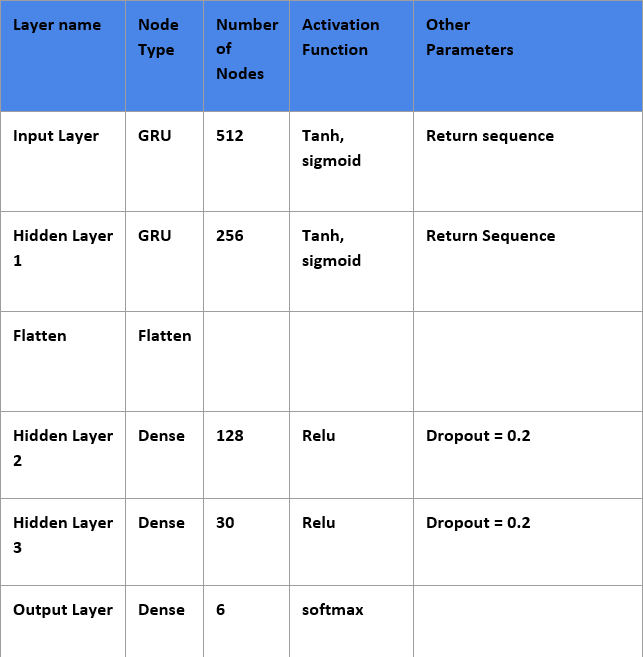 Layer name
Node
Type
Number
of
Nodes
Activation
Function
Other
Parameters
Input Layer
GRU
512
Tanh,
sigmoid
Return sequence
Hidden Layer
1
GRU
256
Tanh,
sigmoid
Return Sequence
Flatten
Flatten
Hidden Layer
2
Dense
128
Relu
Dropout = 0.2
Hidden Layer
3
Dense
30
Relu
Dropout = 0.2
Output Layer
Dense
6
softmax